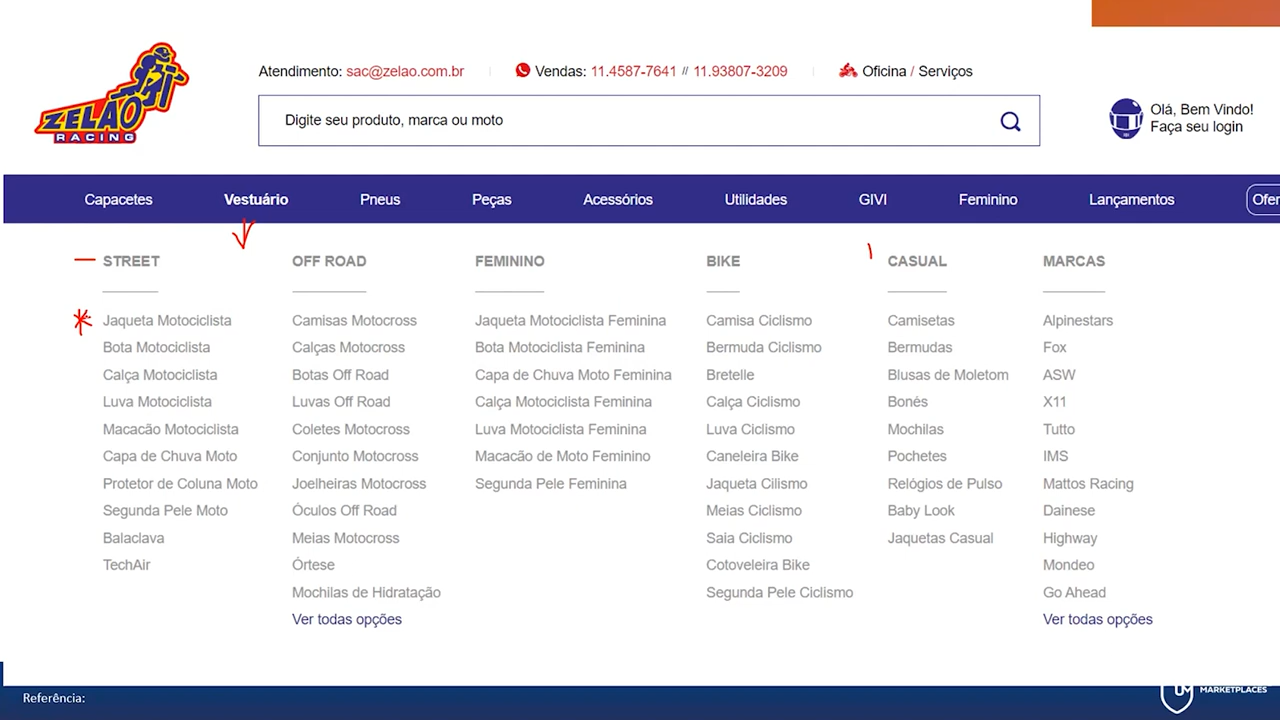 ZELÃO
RACING
Atendimento: sac@zelao.com.br
Vendas: 11.4587-7641 // 11.93807-3209
Oficina / Serviços
Digite seu produto, marca ou moto
Olá, Bem Vindo!
Faça seu login
Capacetes Vestuário Pneus Peças Acessórios Utilidades GIVI Feminino Lançamentos Ofer
STREET
Jaqueta Motociclista
Bota Motociclista
Calça Motociclista
Luva Motociclista
Macacão Motociclista
Capa de Chuva Moto
Protetor de Coluna Moto
Segunda Pele Moto
Balaclava
TechAir
OFF ROAD
Camisas Motocross
Calças Motocross
Botas Off Road
Luvas Off Road
Coletes Motocross
Conjunto Motocross
Joelheiras Motocross
Óculos Off Road
Meias Motocross
Órtese
Mochilas de Hidratação
Ver todas opções
FEMININO
Jaqueta Motociclista Feminina
Bota Motociclista Feminina
Capa de Chuva Moto Feminina
Calça Motociclista Feminina
Luva Motociclista Feminina
Macacão de Moto Feminino
Segunda Pele Feminina
BIKE
Camisa Ciclismo
Bermuda Ciclismo
Bretelle
Calça Ciclismo
Luva Ciclismo
Caneleira Bike
Jaqueta Cilismo
Meias Ciclismo
Saia Ciclismo
Cotoveleira Bike
Segunda Pele Ciclismo
CASUAL
Camisetas
Bermudas
Blusas de Moletom
Bonés
Mochilas
Pochetes
Relógios de Pulso
Baby Look
Jaquetas Casual
MARCAS
Alpinestars
Fox
ASW
X11
Tutto
IMS
Mattos Racing
Dainese
Highway
Mondeo
Go Ahead
Ver todas opções
Referência:
MARKETPLACES